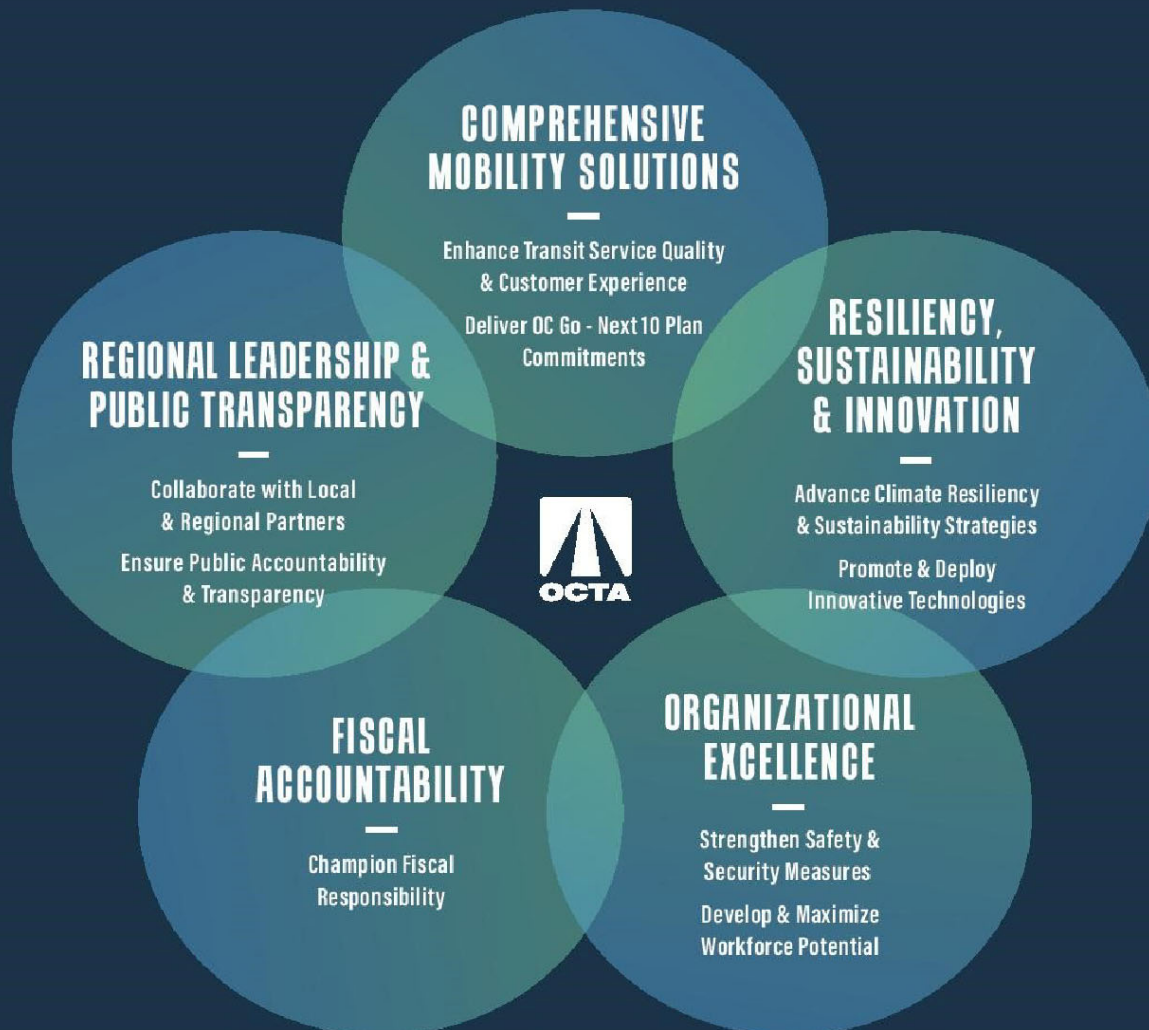 COMPREHENSIVE
MOBILITY SOLUTIONS
Enhance Transit Service Quality
& Customer Experience
Deliver OC Go - Next 10 Plan
Commitments
REGIONAL LEADERSHIP &
PUBLIC TRANSPARENCY
Collaborate with Local
& Regional Partners
Ensure Public Accountability
& Transparency
RESILIENCY,
SUSTAINABILITY
& INNOVATION
Advance Climate Resiliency
& Sustainability Strategies
Promote & Deploy
Innovative Technologies
OCTA
FISCAL
ACCOUNTABILITY
Champion Fiscal
Responsibility
ORGANIZATIONAL
EXCELLENCE
Strengthen Safety &
Security Measures
Develop & Maximize
Workforce Potential